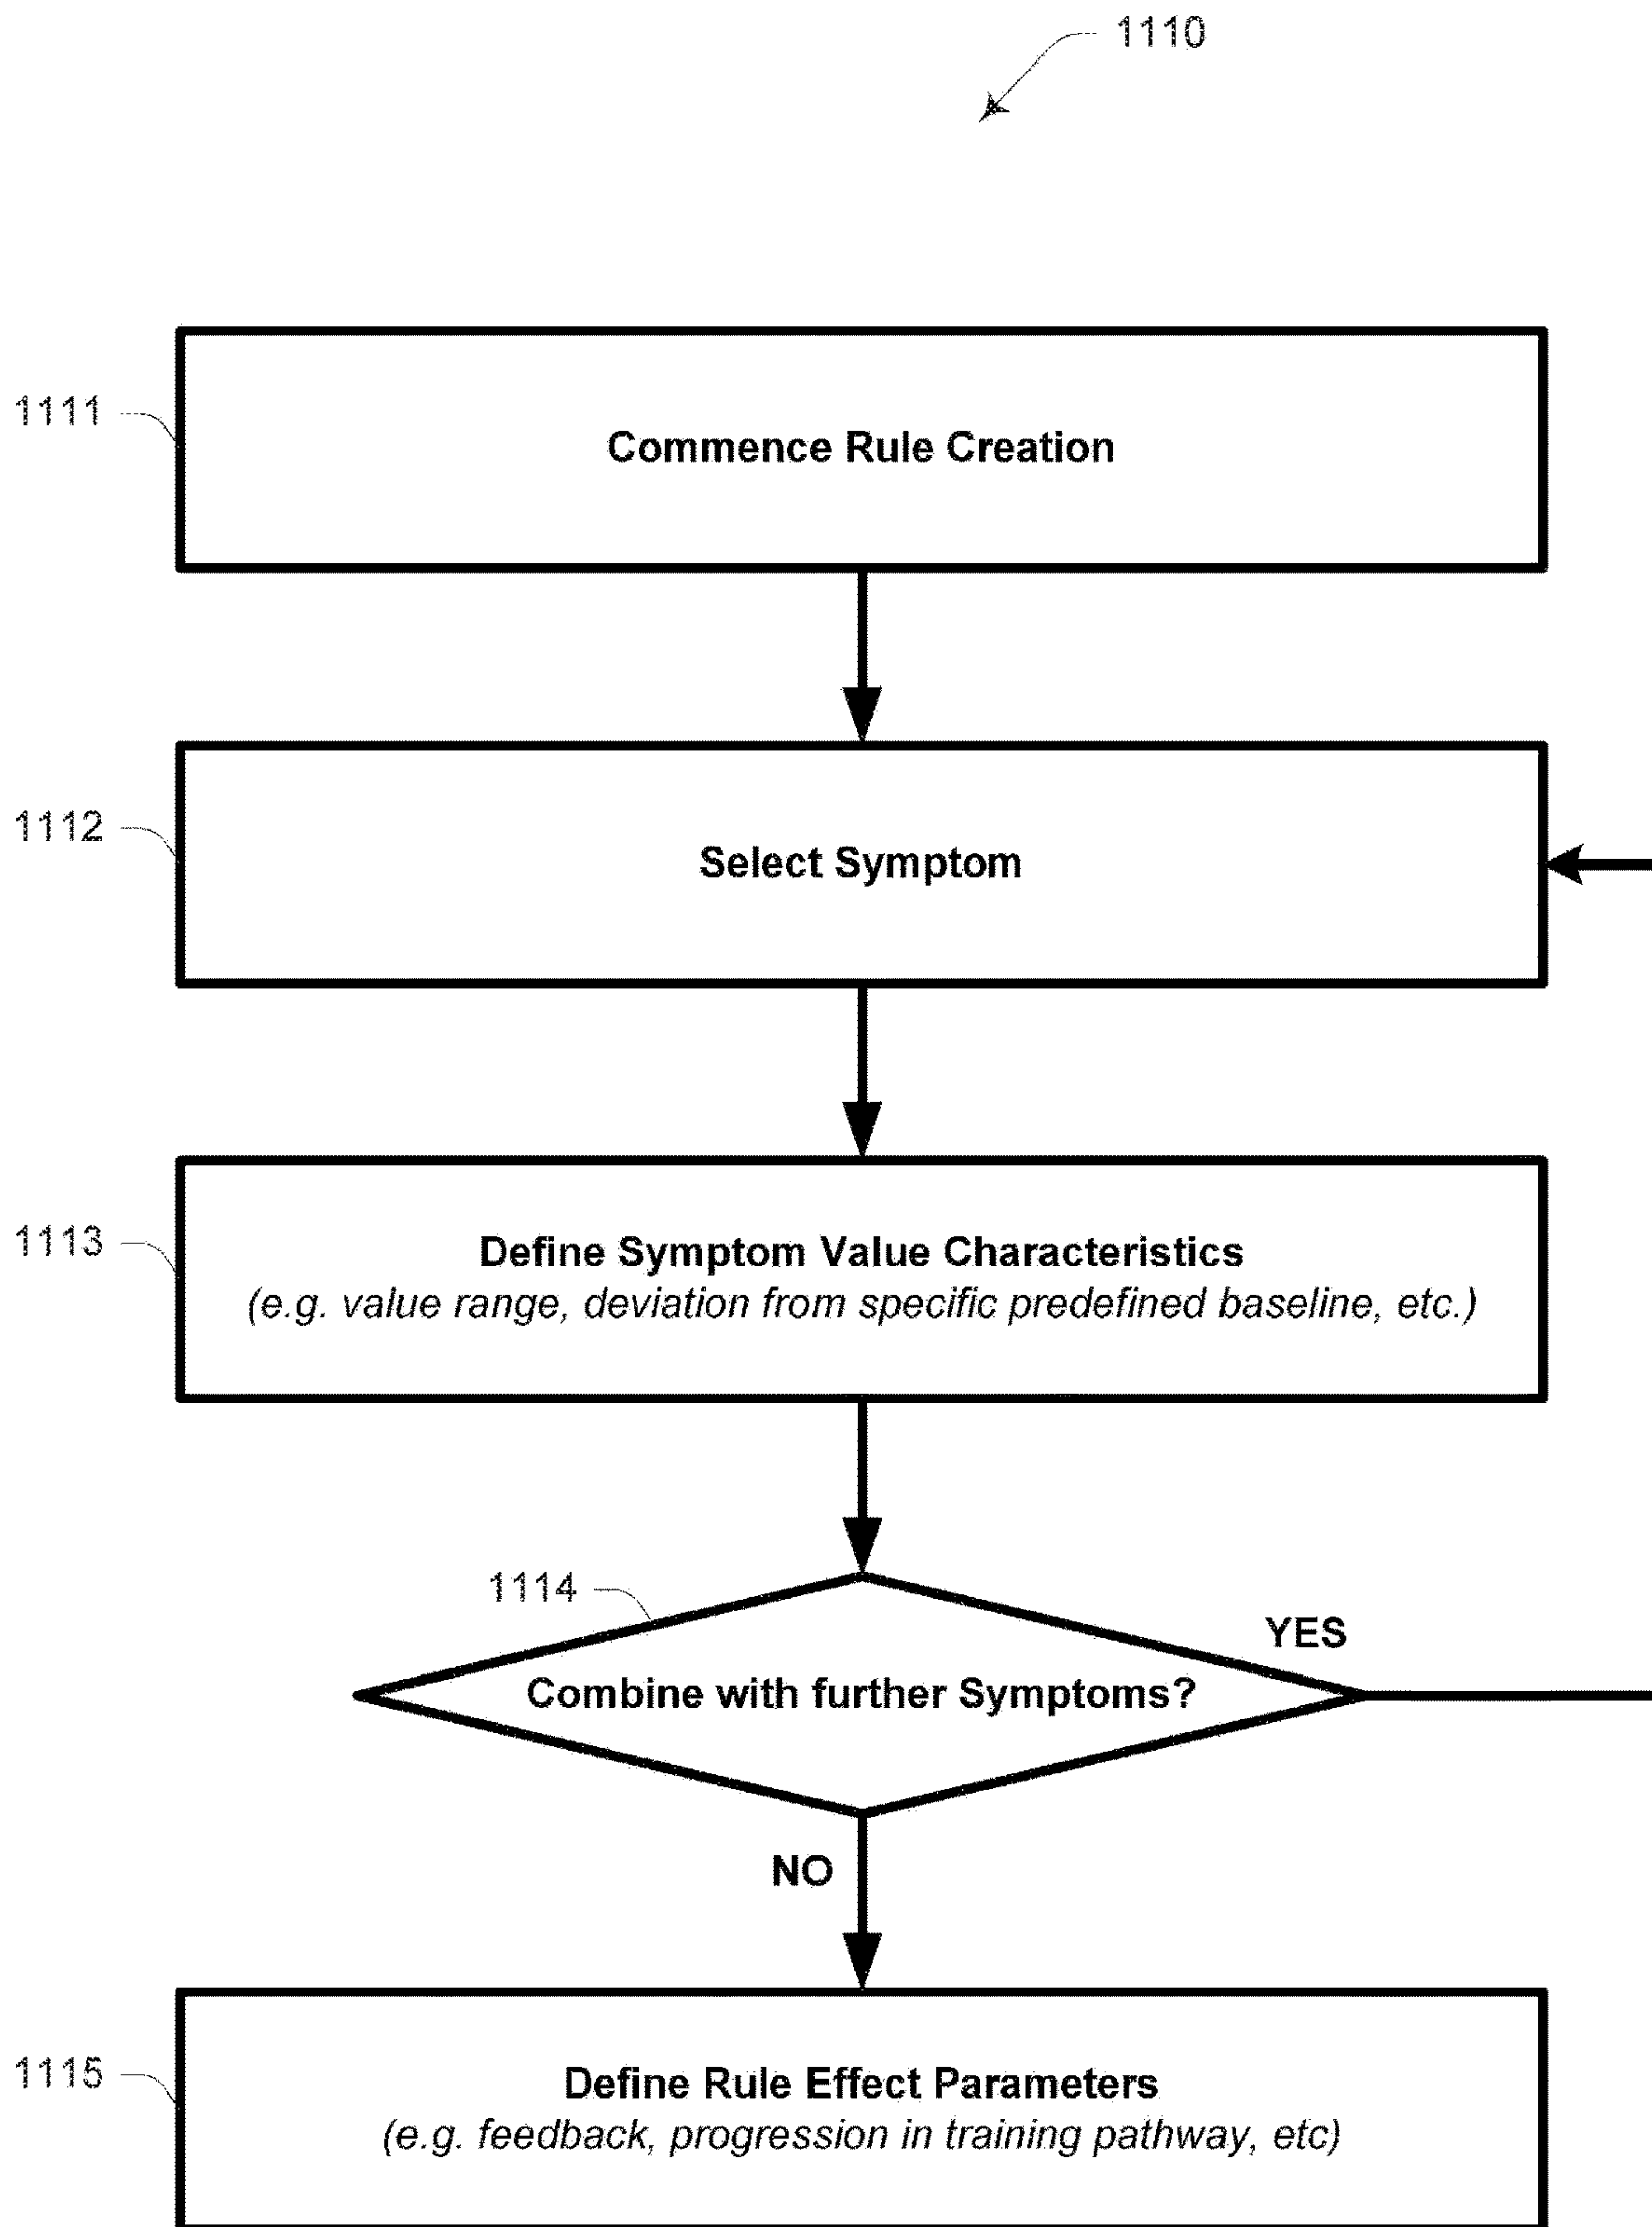 1110
1111
Commence Rule Creation
1112
Select Symptom
1113
Define Symptom Value Characteristics
(e.g. value range, deviation from specific predefined baseline, etc.)
1114
YES
Combine with further Symptoms?
NO
1115
Define Rule Effect Parameters
(e.g. feedback, progression in training pathway, etc)